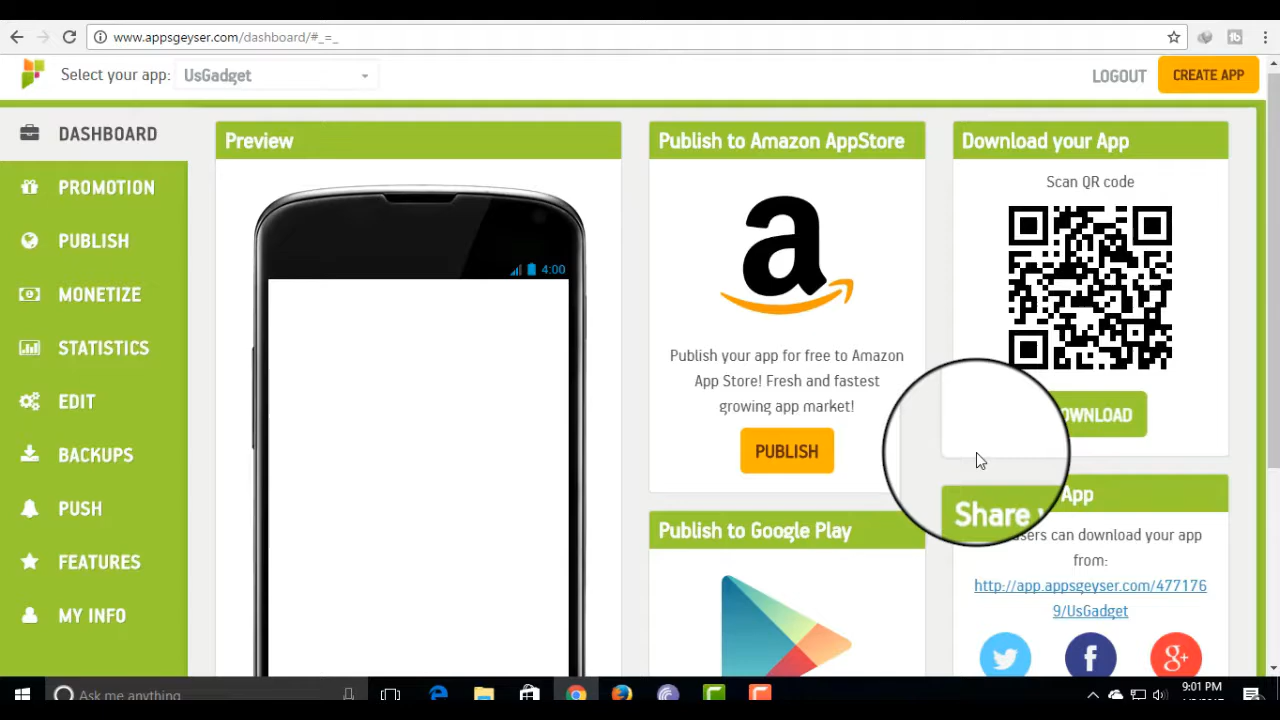 www.appsgeyser.com/dashboard/#_=_
Select your app: UsGadget
LOGOUT
CREATE APP
DASHBOARD
PROMOTION
PUBLISH
MONETIZE
STATISTICS
EDIT
BACKUPS
PUSH
FEATURES
MY INFO
Preview
4:00
Publish to Amazon AppStore
a
Publish your app for free to Amazon
App Store! Fresh and fastest
growing app market!
PUBLISH
Publish to Google Play
Download your App
Scan QR code
OWNLOAD
Share App
users can download your app
from:
http://app.appsgeyser.com/477176
9/UsGadget
Ask me anything
9:01 PM